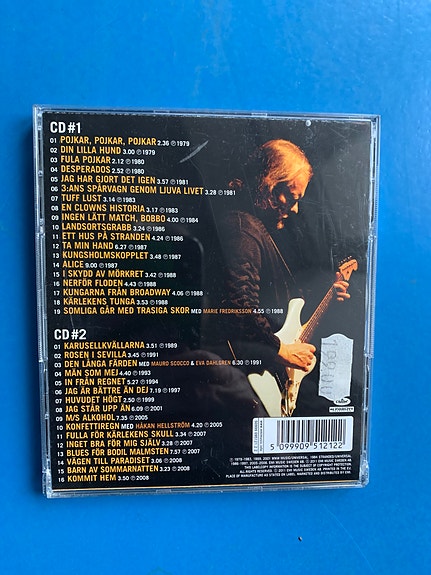 CD#1
01 POJKAR, POJKAR, POJKAR 2.36 ℗1979
02 DIN LILLA HUND 3.00 ℗1979
03 FULA POJKAR 2.12 ℗1980
04 DESPERADOS 2.52 ℗1980
05 JAG HAR GJORT DET IGEN 3.57 ℗1981
06 3:ANS SPÅRVAGN GENOM LJUVA LIVET 3.28 ℗1981
07 TUFF LUST 3.14 ℗1983
08 EN CLOWNS HISTORIA 3.17 ℗1983
09 INGEN LÄTT MATCH, BOBBO 4.00 ℗1984
10 LANDSORTSGRABB 3.24 ℗1986
11 ETT HUS PÅ STRANDEN 4.24 ℗1986
12 TA MIN HAND 6.27 ℗1987
13 KUNGSHOLMSKOPPLET 3.48 ℗1987
14 ALICE 9.00 ℗1987
15 I SKYDD AV MÖRKRET 3.42 ℗1988
16 NERFÖR FLODEN 4.43 ℗1988
17 KUNGARNA FRÅN BROADWAY 4.06 ℗1988
18 KÄRLEKENS TUNGA 3.53 ℗1988
19 SOMLIGA GÅR MED TRASIGA SKOR MED MARIE FREDRIKSSON 4.55 ℗1988
CD#2
01 KARUSELLKVÄLLARNA 3.51 ℗1989
02 ROSEN I SEVILLA 3.45 ℗1991
03 DEN LÅNGA FÄRDEN MED MAURO SCOCCO & EVA DAHLGREN 6.30 ℗1991
04 MÅN SOM MEJ 4.40 ℗1993
05 IN FRÅN REGNET 5.27 ℗1994
06 JAG ÄR BÄTTRE ÄN DEJ
07 HUVUDET HÖGT
08 JAG STÅR UPP ÄN
09 M/S ALKOHOL 7.35 ℗2005
10 KONFETTIREGN MED HÅKAN HELLSTRÖM 4.20 ℗2005
11 FULLA FÖR KÄRLEKENS SKULL 3.34 ℗2007
12 INGET BRA FÖR MIG SJÄLV 3.27 ℗2007
13 BLUES FÖR BODIL MALMSTEN 7.57 ℗2007
14 VÄGEN TILL PARADISET 3.06 ℗2008
15 BARN AV SOMMARNATTEN 3.23 ℗2008
16 KOMMIT HEM 3.50 ℗2008
5 099909 512122